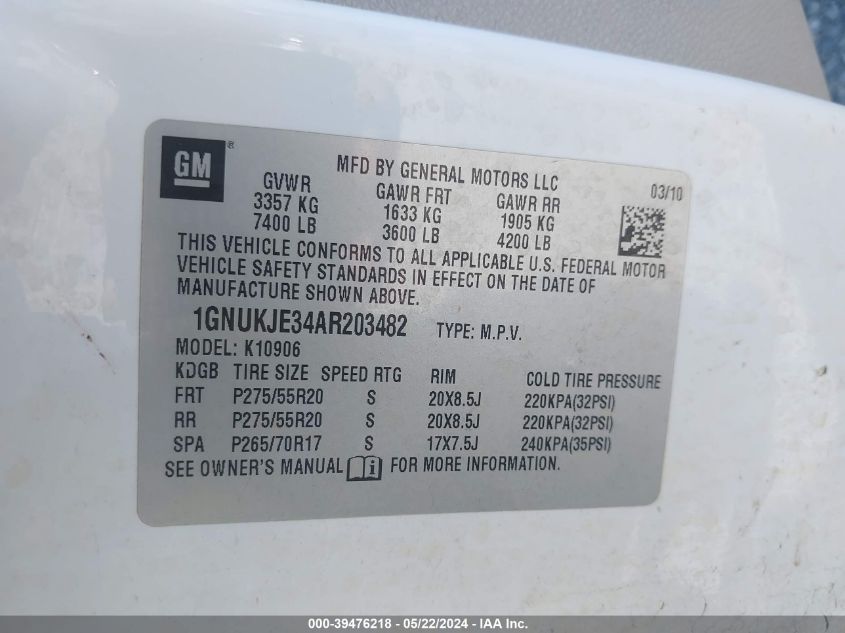 GM ®
MFD BY GENERAL MOTORS LLC
03/10
GVWR GAWR FRT GAWR RR
3357 KG 1633 KG 1905 KG
7400 LB 3600 LB 4200 LB
THIS VEHICLE CONFORMS TO ALL APPLICABLE U.S. FEDERAL MOTOR
VEHICLE SAFETY STANDARDS IN EFFECT ON THE DATE OF
MANUFACTURE SHOWN ABOVE.
1GNUKJE34AR203482 TYPE: M.P.V.
MODEL: K10906
KDGB TIRE SIZE SPEED RTG RIM COLD TIRE PRESSURE
FRT P275/55R20 S 20X8.5J 220KPA(32PSI)
RR P275/55R20 S 20X8.5J 220KPA(32PSI)
SPA P265/70R17 S 17X7.5J 240KPA(35PSI)
SEE OWNER'S MANUAL i FOR MORE INFORMATION.
000-39476218 - 05/22/2024 - IAA Inc.